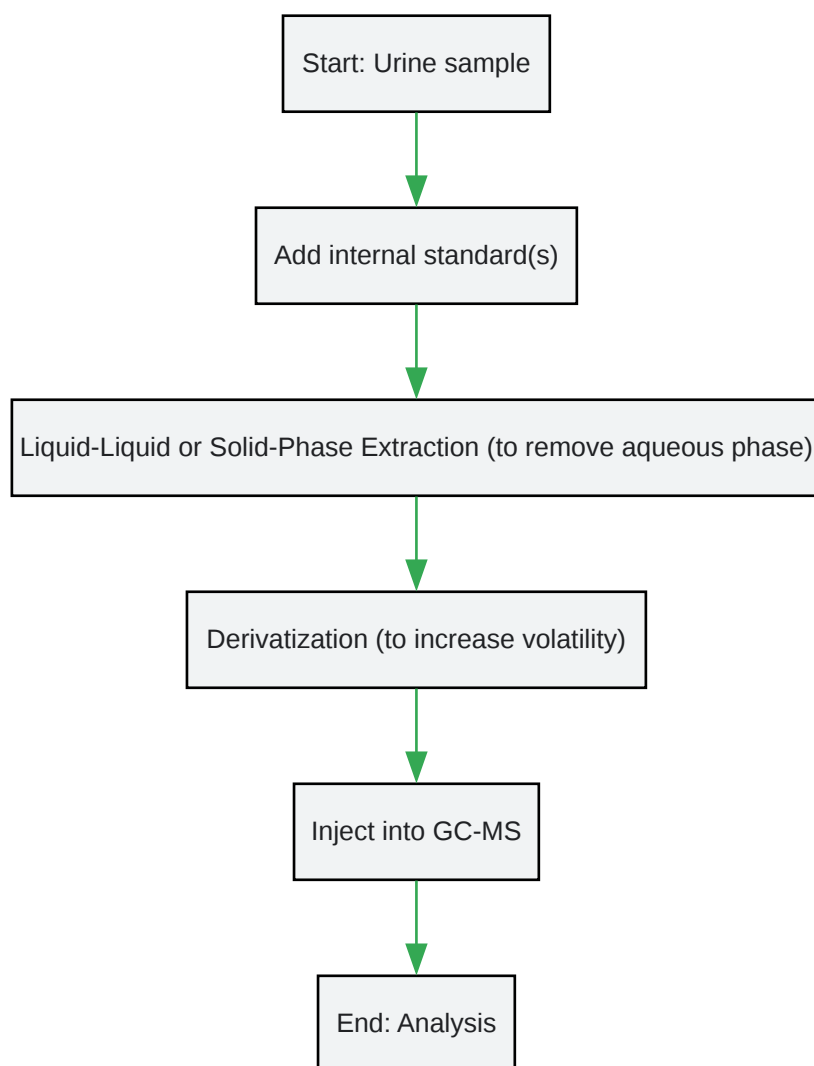 Start: Urine sample
Add internal standard(s)
Liquid-Liquid or Solid-Phase Extraction (to remove aqueous phase)
Derivatization (to increase volatility)
Inject into GC-MS
End: Analysis